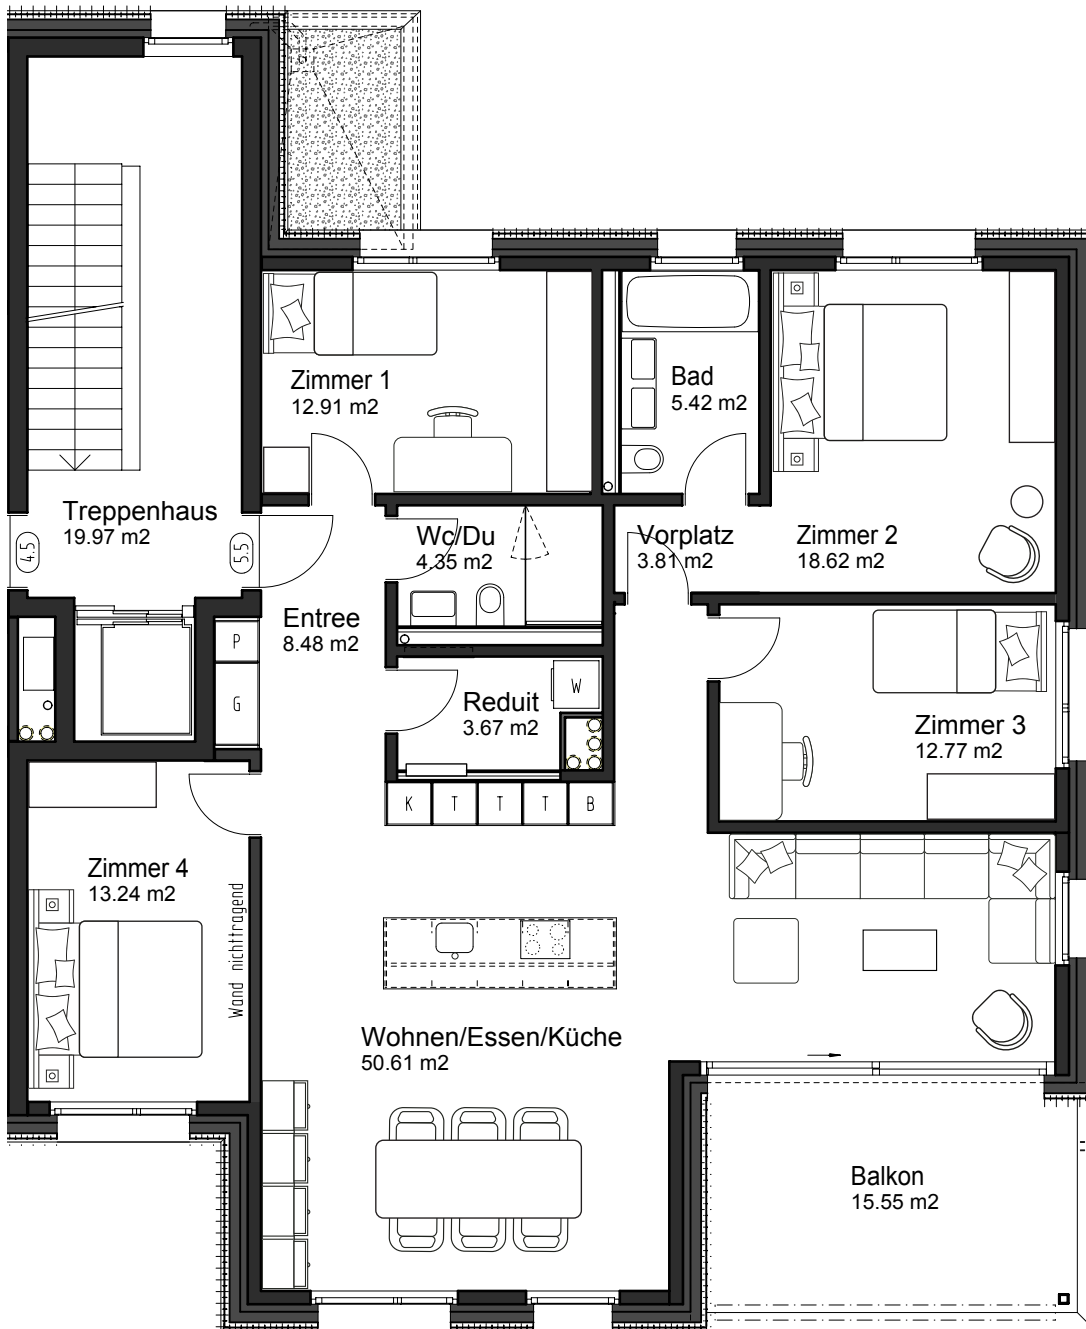 Zimmer 1
12.91 m2
Bad
5.42 m2
Treppenhaus
19.97 m2
4.5
5.5
Wc/Du
4.35 m2
Vorplatz
3.81 m2
Zimmer 2
18.62 m2
Entree
8.48 m2
P
G
Reduit
3.67 m2
W
Zimmer 3
12.77 m2
K T T T B
Zimmer 4
13.24 m2
Wand nichttragend
Wohnen/Essen/Küche
50.61 m2
Balkon
15.55 m2